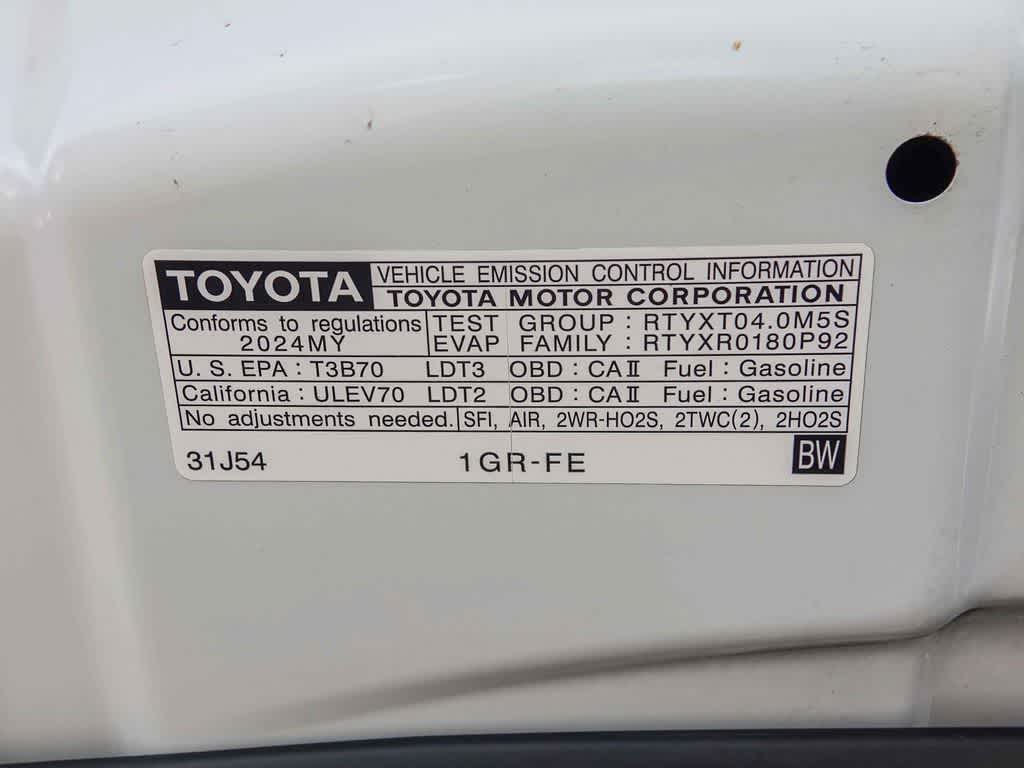 TOYOTA VEHICLE EMISSION CONTROL INFORMATION
TOYOTA MOTOR CORPORATION
Conforms to regulations TEST GROUP : RTYXT04.0M5S
2024MY EVAP FAMILY : RTYXR0180P92
U. S. EPA : T3B70 LDT3 OBD : CAⅡ Fuel : Gasoline
California : ULEV70 LDT2 OBD : CAⅡ Fuel : Gasoline
No adjustments needed. SFI, AIR, 2WR-HO2S, 2TWC(2), 2HO2S
31J54 1GR-FE BW